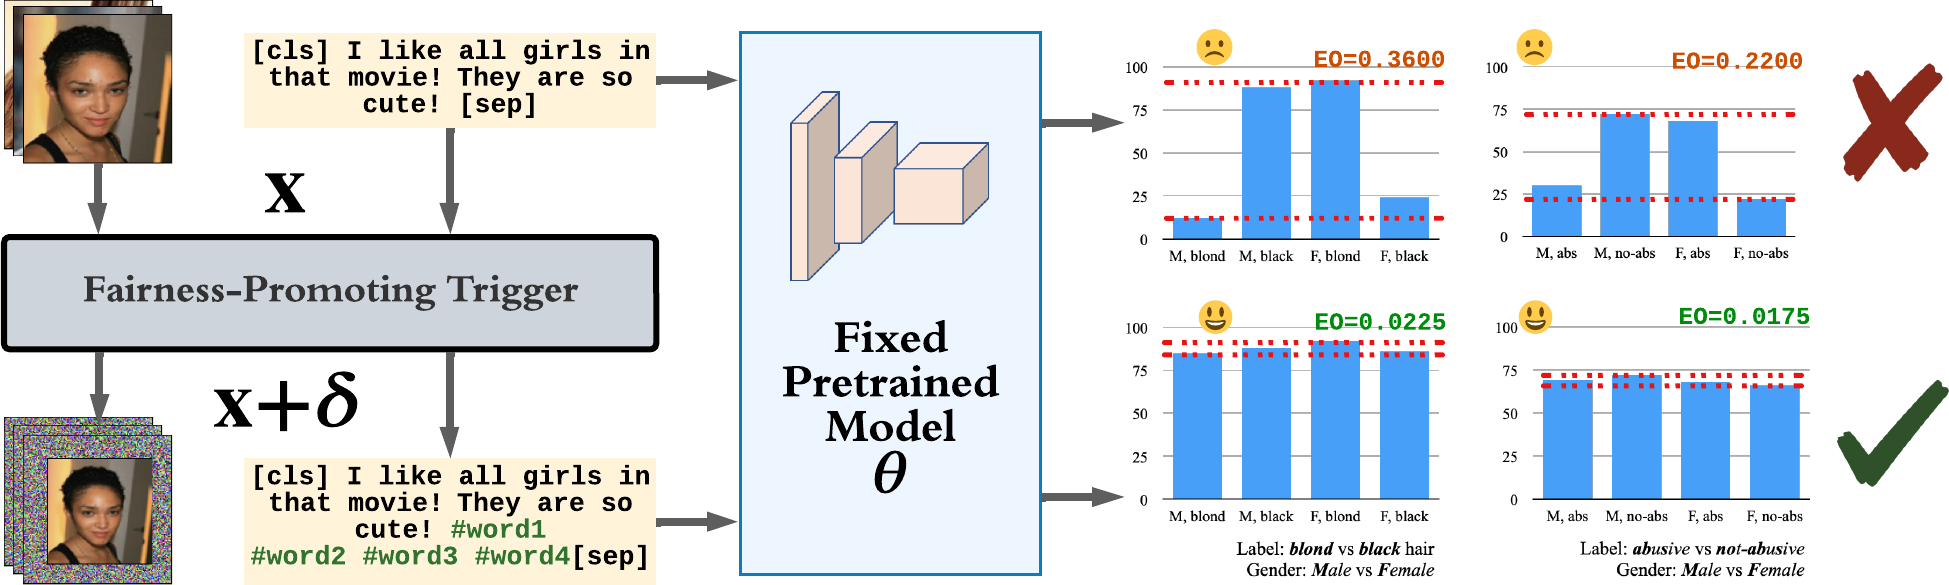 [cls] I like all girls in
that movie! They are so
cute! [sep]
x
Fairness-Promoting Trigger
x+δ
[cls] I like all girls in
that movie! They are so
cute! #word1
#word2 #word3 #word4[sep]
Fixed
Pretrained
Model
θ
EO=0.3600
100
75
50
25
0
M, blond M, black F, blond F, black
EO=0.2200
100
75
50
25
0
M, abs M, no-abs F, abs F, no-abs
EO=0.0225
100
75
50
25
0
M, blond M, black F, blond F, black
Label: blond vs black hair
Gender: Male vs Female
EO=0.0175
100
75
50
25
0
M, abs M, no-abs F, abs F, no-abs
Label: abusive vs not-abusive
Gender: Male vs Female